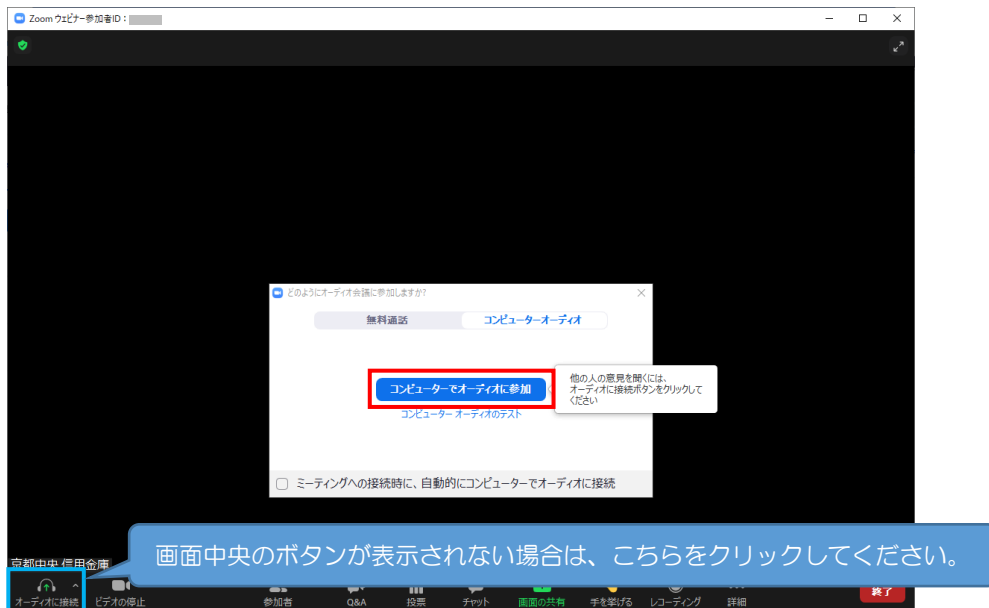 Zoom ウェビナー参加者ID：
どのようにオーディオ会議に参加しますか?
無料通話
コンピューターオーディオ
コンピューターでオーディオに参加
他の人の意見を聞くには、
オーディオに接続ボタンをクリックして
ください
コンピューター オーディオのテスト
ミーティングへの接続時に、自動的にコンピューターでオーディオに接続
画面中央のボタンが表示されない場合は、こちらをクリックしてください。
京都中央信用金庫
オーディオに接続
ビデオの停止
参加者
Q&A
投票
チャット
画面の共有
手を挙げる
レコーディング
詳細
終了